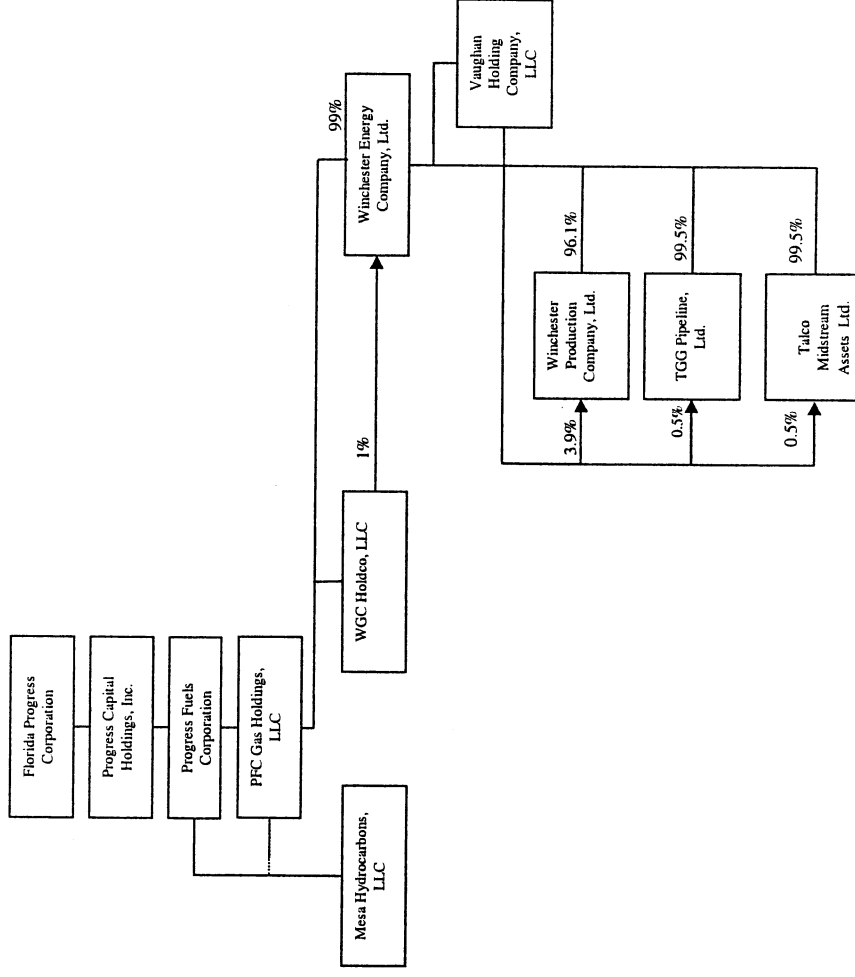 Florida Progress
Corporation
Progress Capital
Holdings, Inc.
Progress Fuels
Corporation
PFC Gas Holdings,
LLC
Mesa Hydrocarbons,
LLC
WGC Holdco, LLC
1%
99%
Winchester Energy
Company, Ltd.
Vaughan
Holding
Company,
LLC
3.9%
Winchester
Production
Company, Ltd.
96.1%
0.5%
TGG Pipeline,
Ltd.
99.5%
0.5%
Talco
Midstream
Assets Ltd.
99.5%